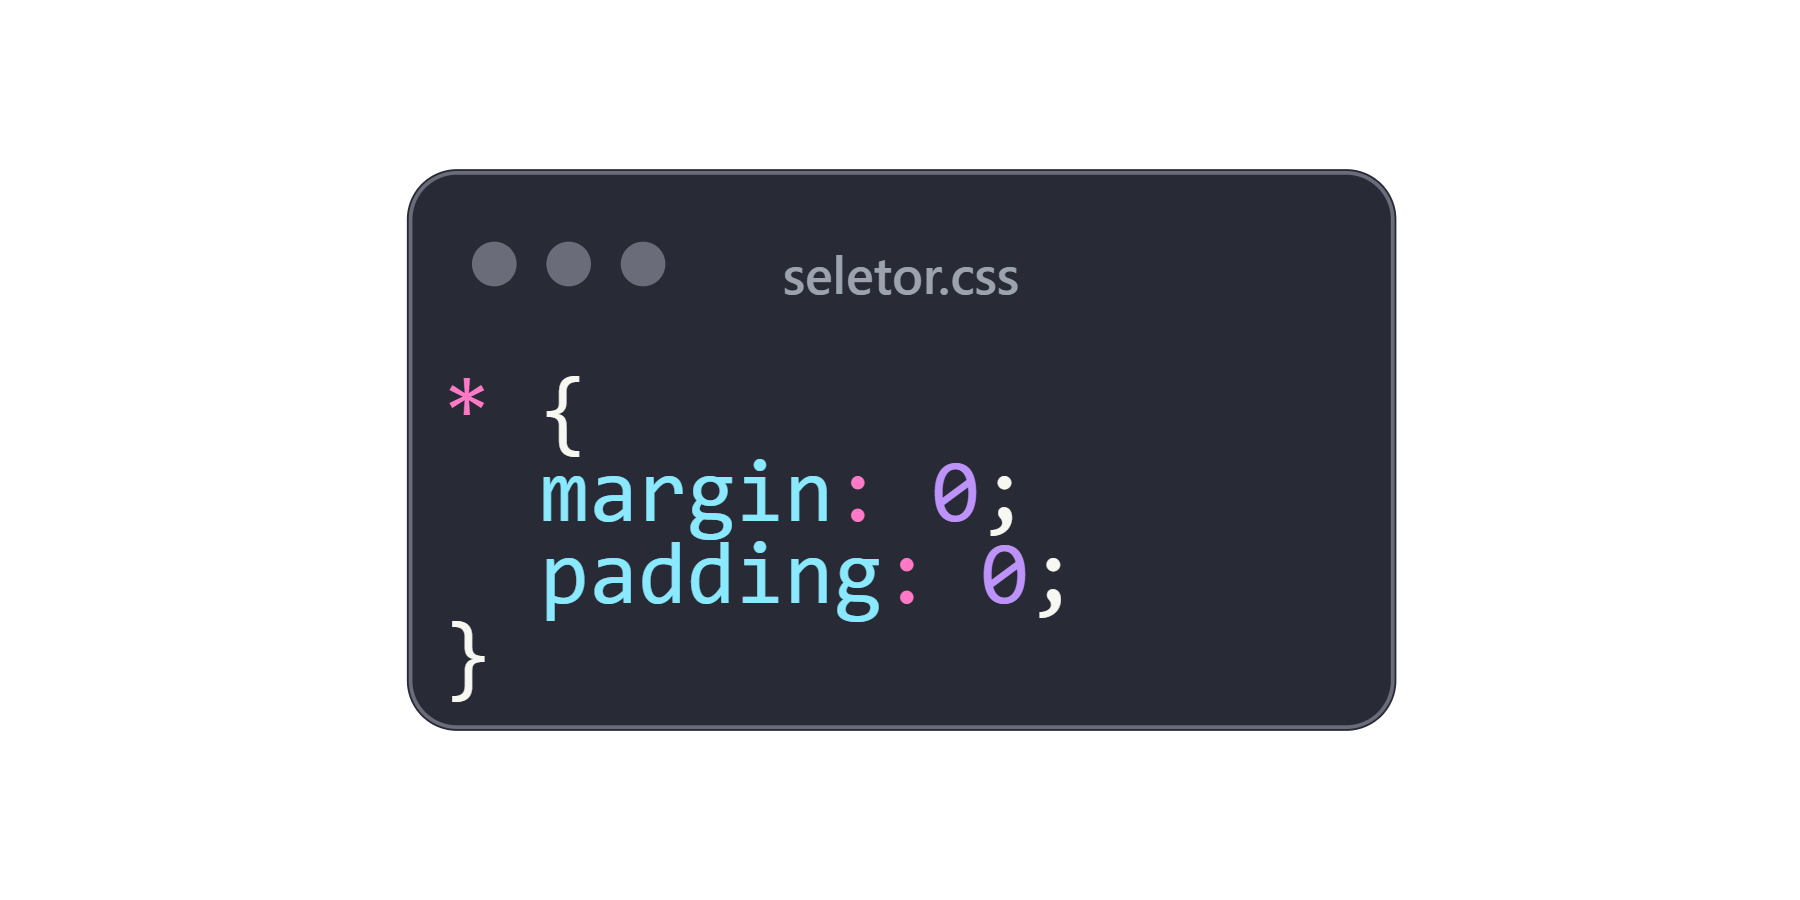 seletor.css
* {
  margin: 0;
  padding: 0;
}